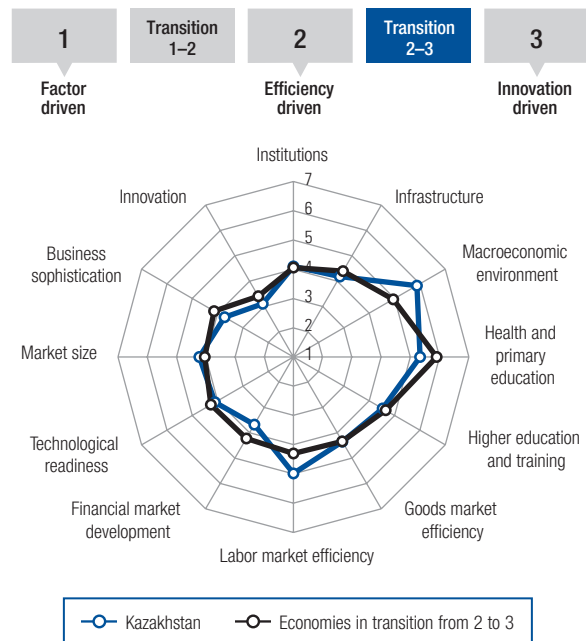 1
Transition
1–2
2
Transition
2–3
3
Factor
driven
Efficiency
driven
Innovation
driven
Institutions
Infrastructure
Macroeconomic
environment
Health and
primary
education
Higher education
and training
Goods market
efficiency
Labor market efficiency
Financial market
development
Technological
readiness
Market size
Business
sophistication
Innovation
7
6
5
4
3
2
1
Kazakhstan
Economies in transition from 2 to 3